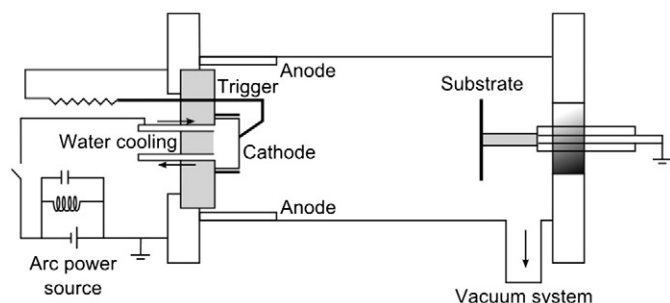 Anode
Trigger
Substrate
Water cooling
Cathode
Anode
Arc power
source
Vacuum system